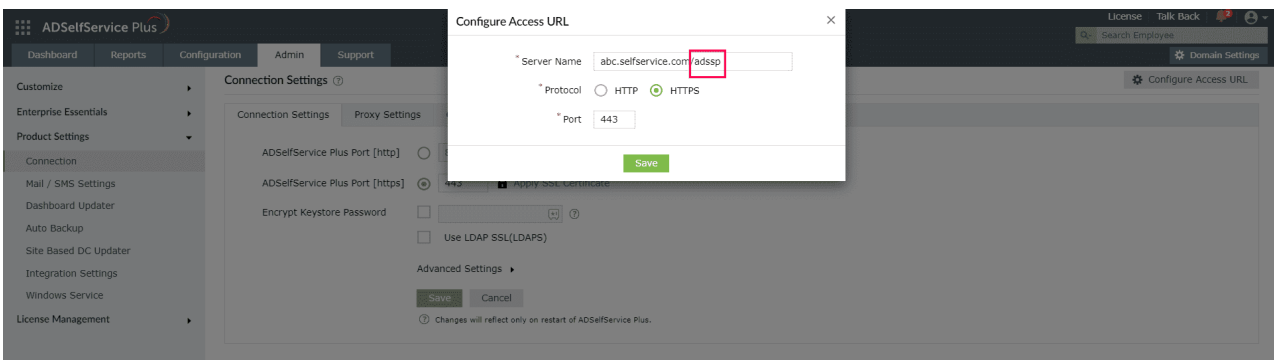 ADSelfService Plus
License Talk Back 2
Search Employee
Dashboard Reports Configuration Admin Support
Domain Settings
Configure Access URL
* Server Name abc.selfservice.com/adssp
* Protocol HTTP HTTPS
* Port 443
Save
Customize
Enterprise Essentials
Product Settings
Connection
Mail / SMS Settings
Dashboard Updater
Auto Backup
Site Based DC Updater
Integration Settings
Windows Service
License Management
Connection Settings
Configure Access URL
Connection Settings Proxy Settings
ADSelfService Plus Port [http]
ADSelfService Plus Port [https] 443 Apply SSL Certificate
Encrypt Keystore Password
Use LDAP SSL(LDAPS)
Advanced Settings
Save Cancel
Changes will reflect only on restart of ADSelfService Plus.